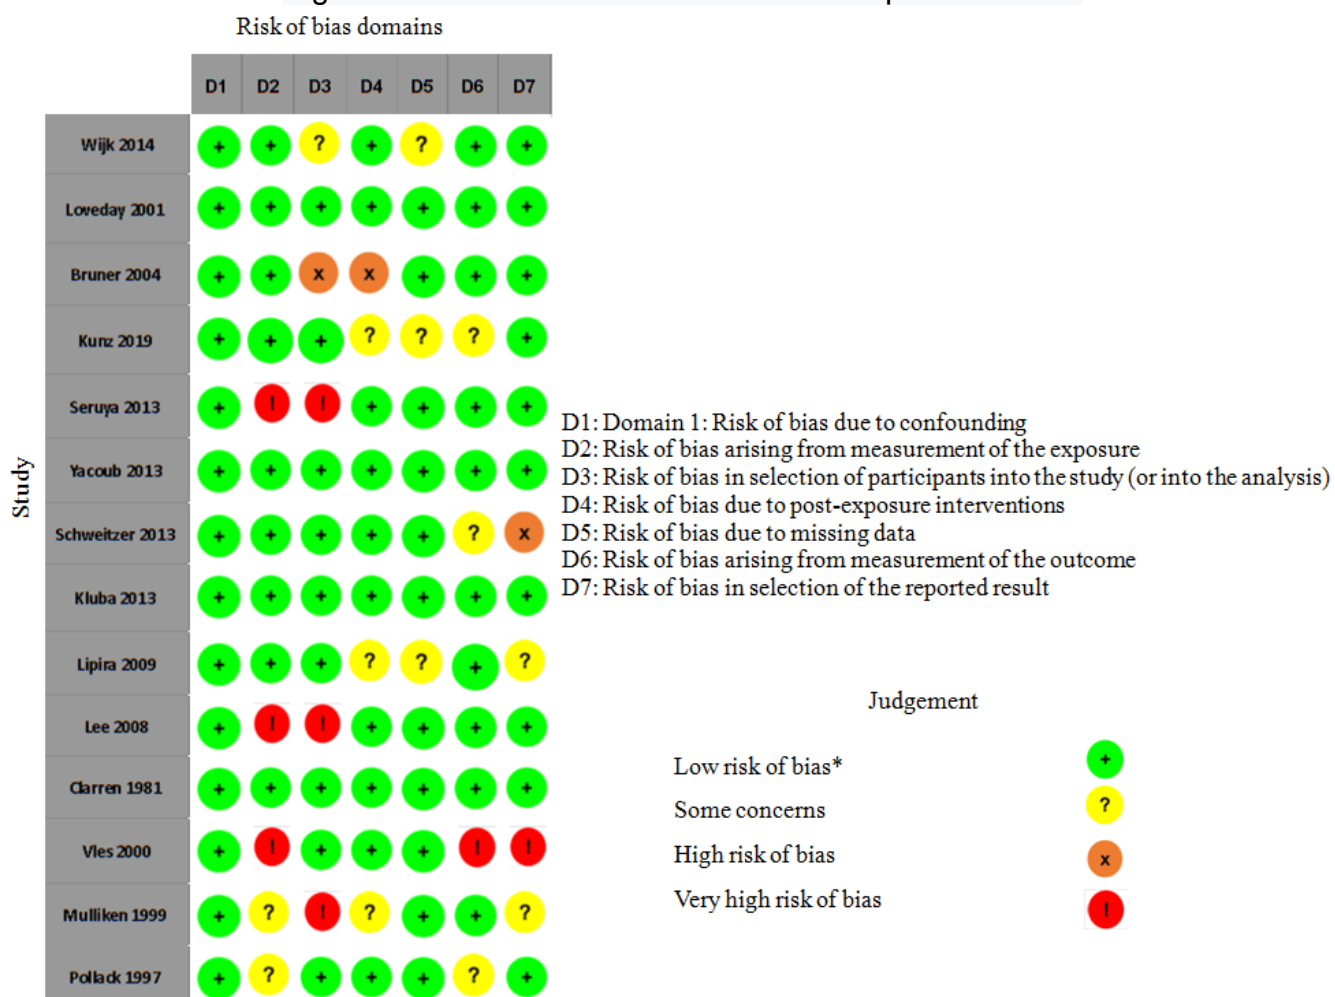 Risk of bias domains
D1 D2 D3 D4 D5 D6 D7
Study
Wijk 2014 + + ? + ? + +
Loveday 2001 + + + + + + +
Bruner 2004 + + x x + + +
Kunz 2019 + + + ? ? ? +
Seruya 2013 + ! ! + + + +
Yacoub 2013 + + + + + + +
Schweitzer 2013 + + + + + ? x
Kluba 2013 + + + + + + +
Lipira 2009 + + + ? ? + ?
Lee 2008 + ! ! + + + +
Clarren 1981 + + + + + + +
Vles 2000 + ! + + + ! !
Mulliken 1999 + ? ! ? + + ?
Pollack 1997 + ? + + + ? +
D1: Domain 1: Risk of bias due to confounding
D2: Risk of bias arising from measurement of the exposure
D3: Risk of bias in selection of participants into the study (or into the analysis)
D4: Risk of bias due to post-exposure interventions
D5: Risk of bias due to missing data
D6: Risk of bias arising from measurement of the outcome
D7: Risk of bias in selection of the reported result
Judgement
Low risk of bias* +
Some concerns ?
High risk of bias x
Very high risk of bias !